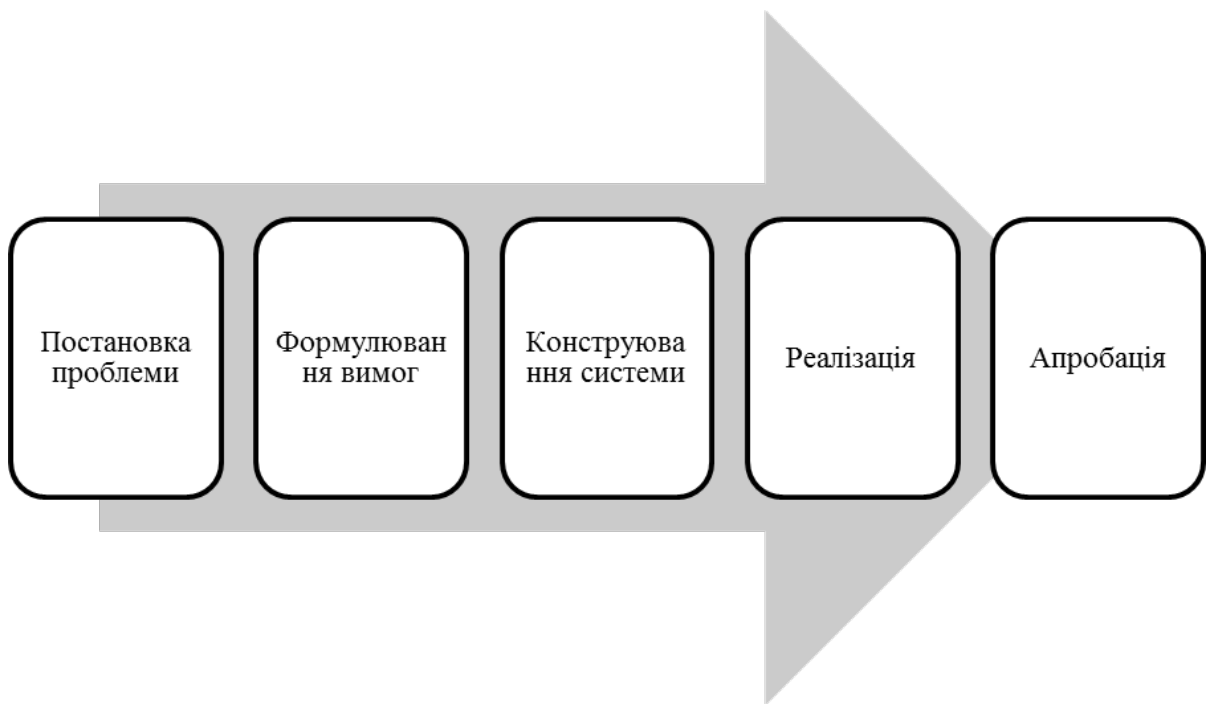 Постановка
проблеми
Формулюван
ня вимог
Конструюва
ння системи
Реалізація
Апробація